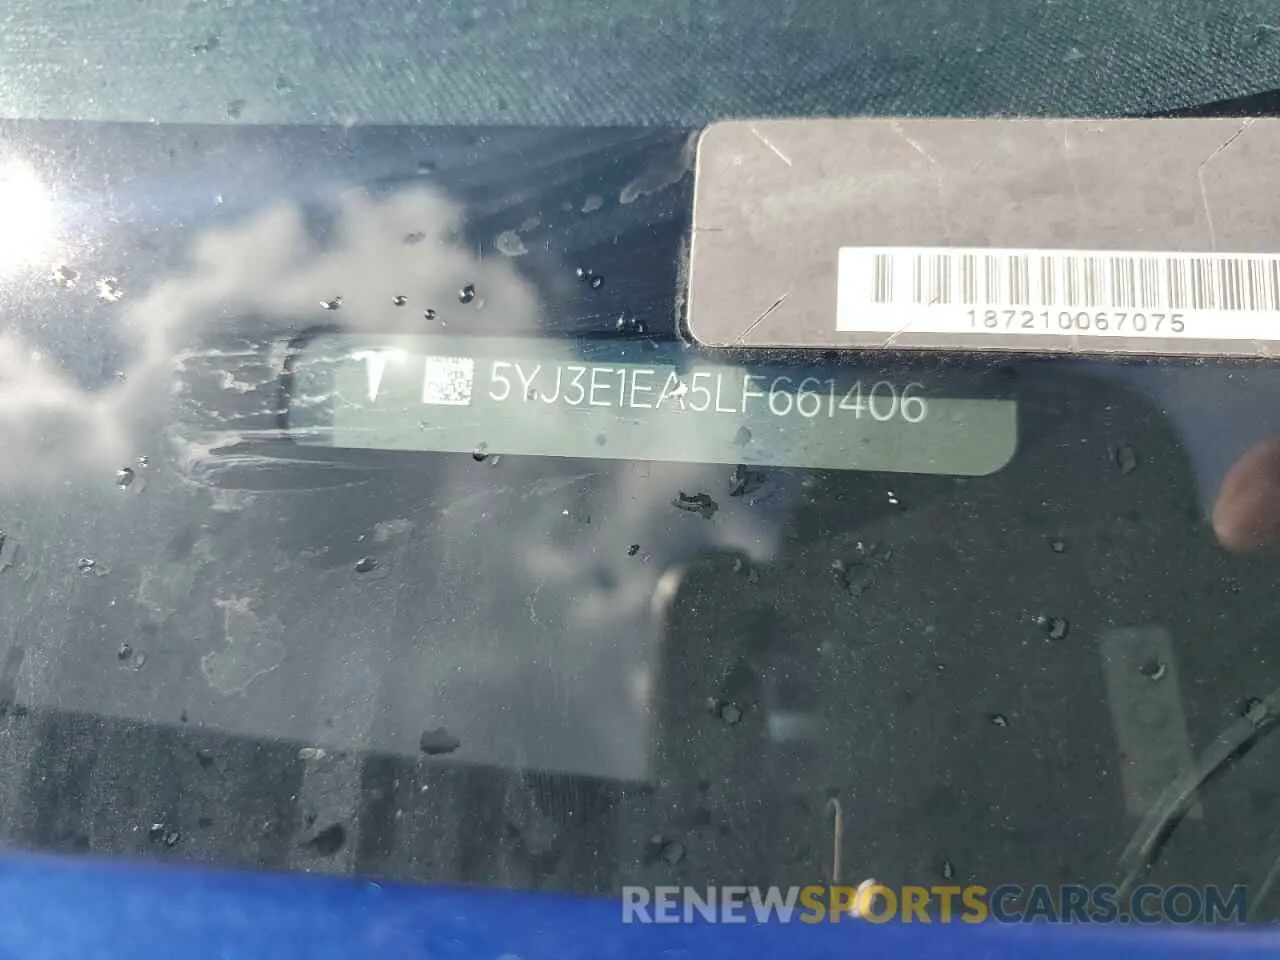 187210067075
5YJ3E1EA5LF661406
RENEWSPORTSCARS.COM